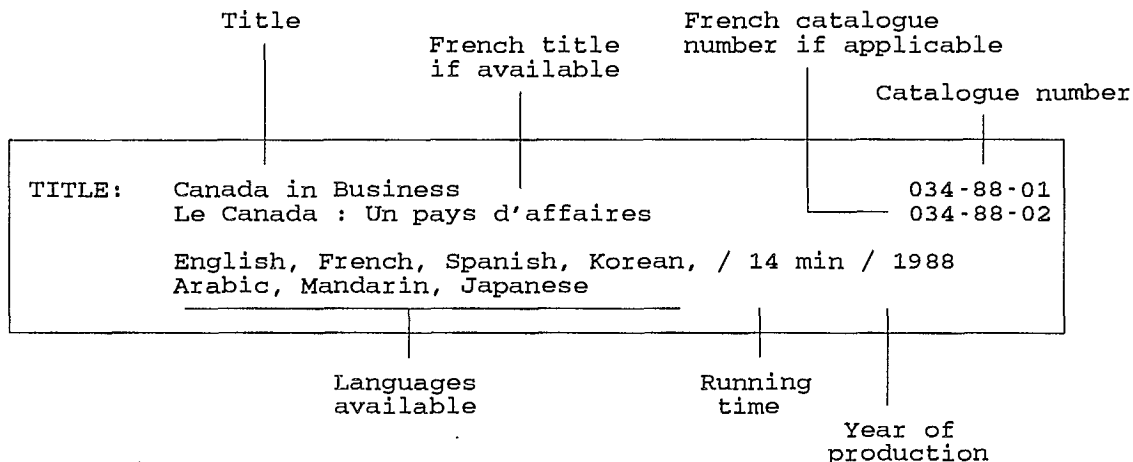 Title
French title
if available
French catalogue
number if applicable
Catalogue number
TITLE: Canada in Business 034-88-01
Le Canada : Un pays d'affaires 034-88-02
English, French, Spanish, Korean, / 14 min / 1988
Arabic, Mandarin, Japanese
Languages
available
Running
time
Year of
production